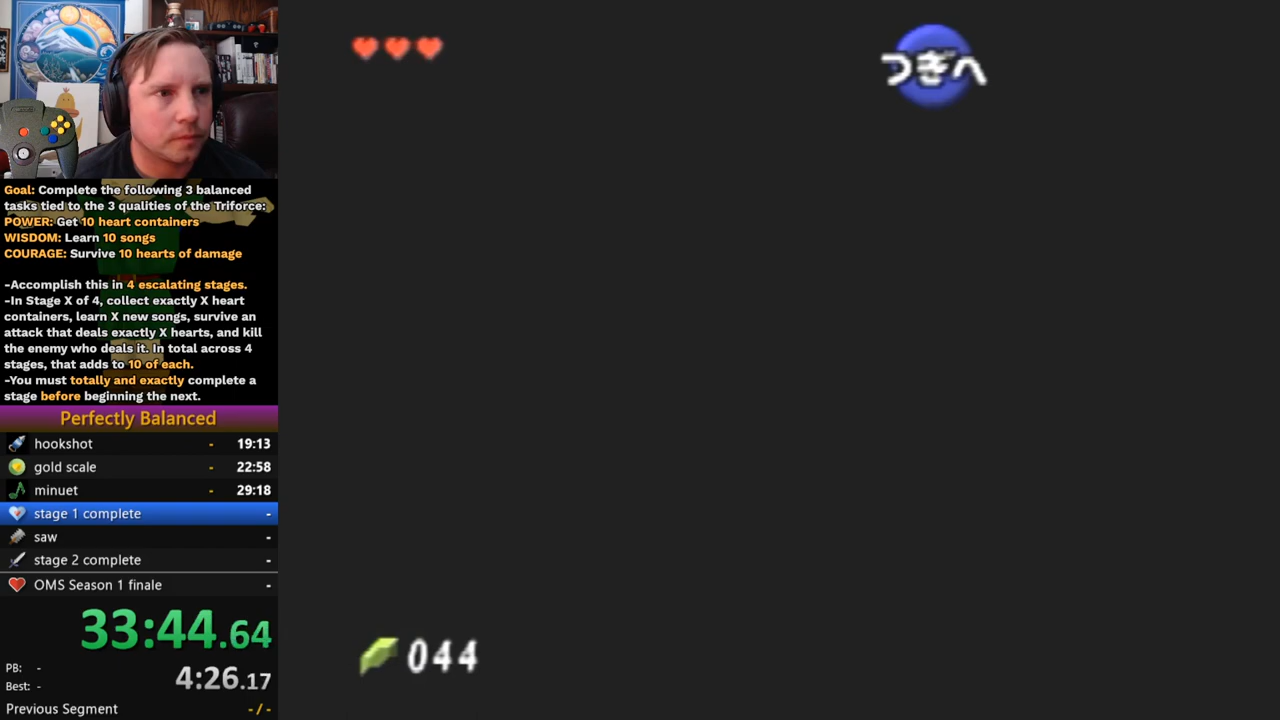 つぎへ
Goal: Complete the following 3 balanced
tasks tied to the 3 qualities of the Triforce:
POWER: Get 10 heart containers
WISDOM: Learn 10 songs
COURAGE: Survive 10 hearts of damage
-Accomplish this in 4 escalating stages.
-In Stage X of 4, collect exactly X heart
containers, learn X new songs, survive an
attack that deals exactly X hearts, and kill
the enemy who deals it. In total across 4
stages, that adds to 10 of each.
-You must totally and exactly complete a
stage before beginning the next.
Perfectly Balanced
hookshot - 19:13
gold scale - 22:58
minuet - 29:18
stage 1 complete -
saw -
stage 2 complete -
OMS Season 1 finale -
33:44.64
PB: -
Best: -
4:26.17
Previous Segment -/-
044